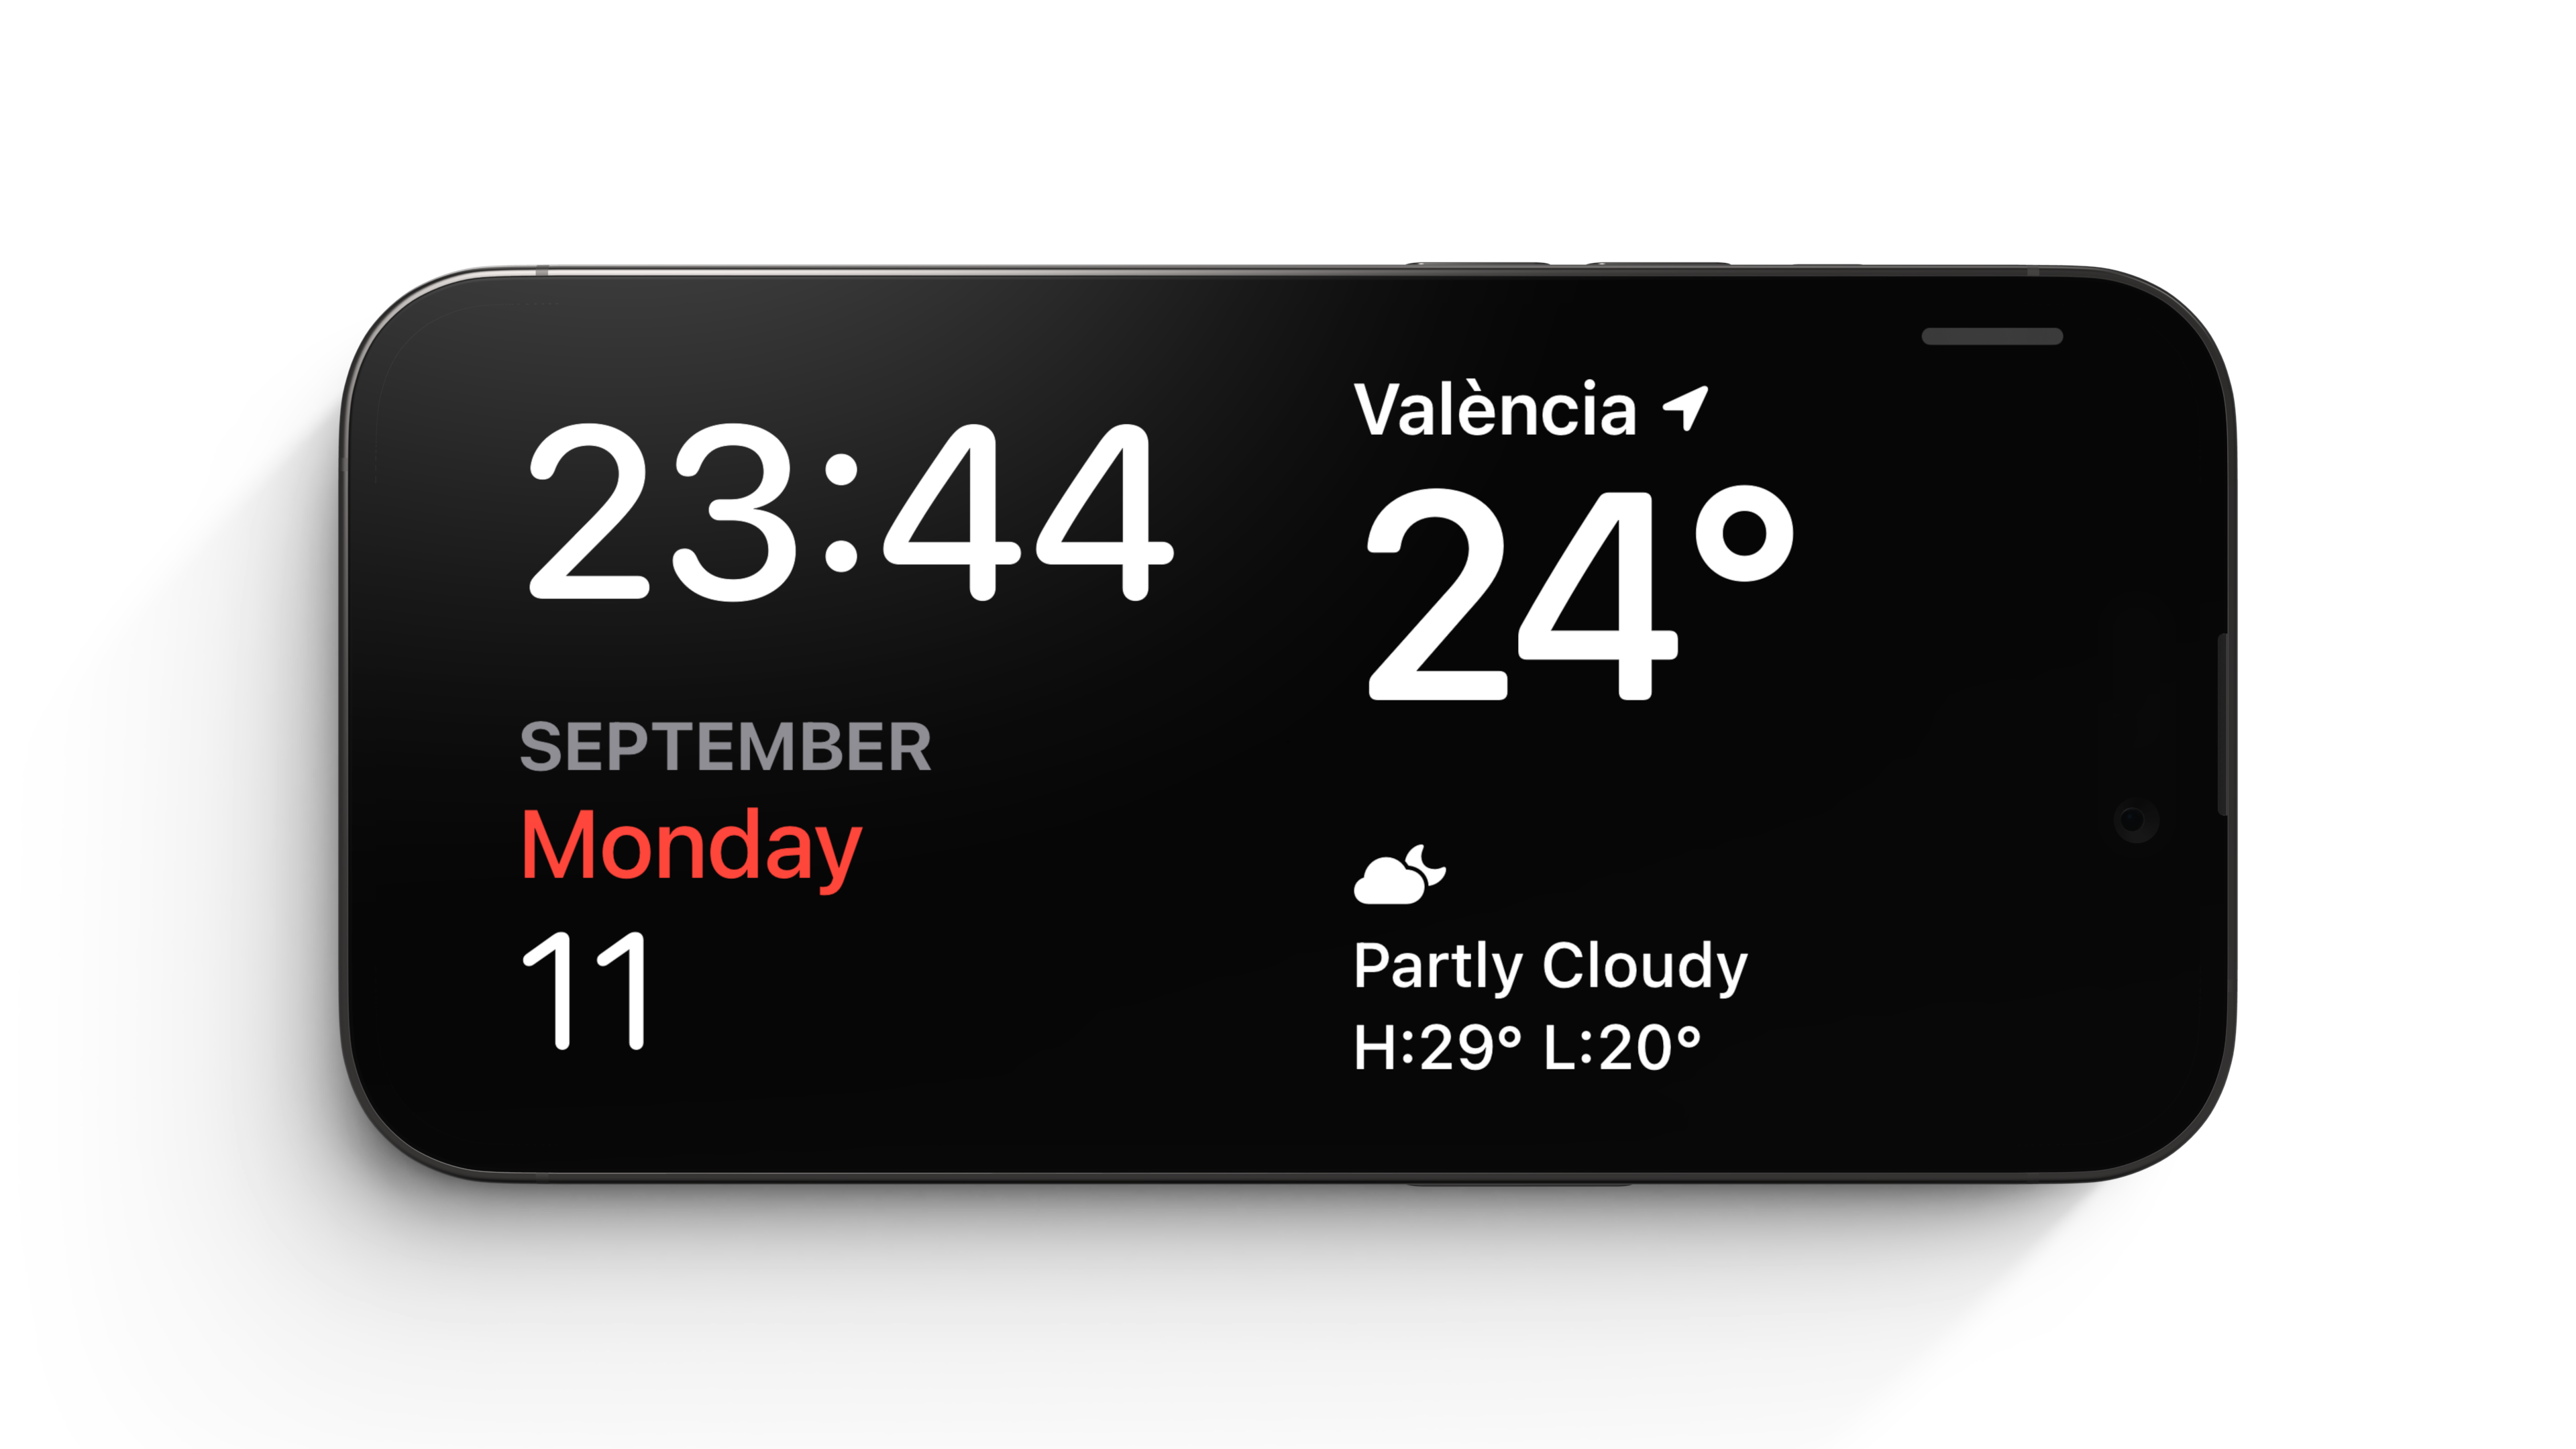 23:44
SEPTEMBER
Monday
11
València
24°
Partly Cloudy
H:29° L:20°